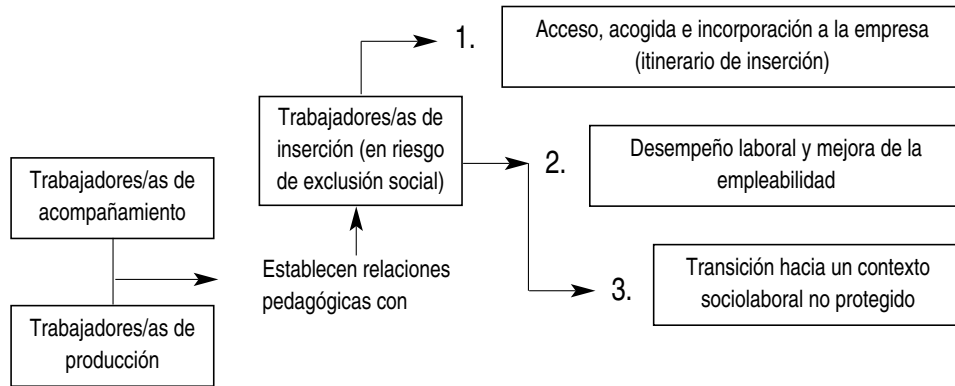 Trabajadores/as de
acompañamiento
Trabajadores/as de
producción
Establecen relaciones
pedagógicas con
Trabajadores/as de
inserción (en riesgo
de exclusión social)
1.
Acceso, acogida e incorporación a la empresa
(itinerario de inserción)
2.
Desempeño laboral y mejora de la
empleabilidad
3.
Transición hacia un contexto
sociolaboral no protegido